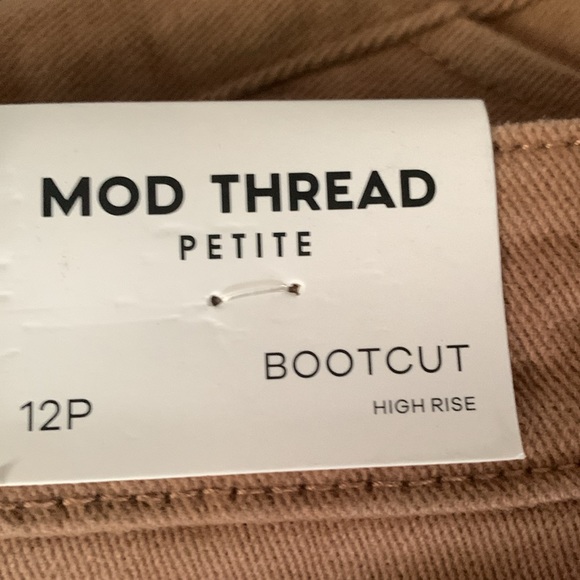 MOD THREAD
PETITE
BOOTCUT
12P
HIGH RISE